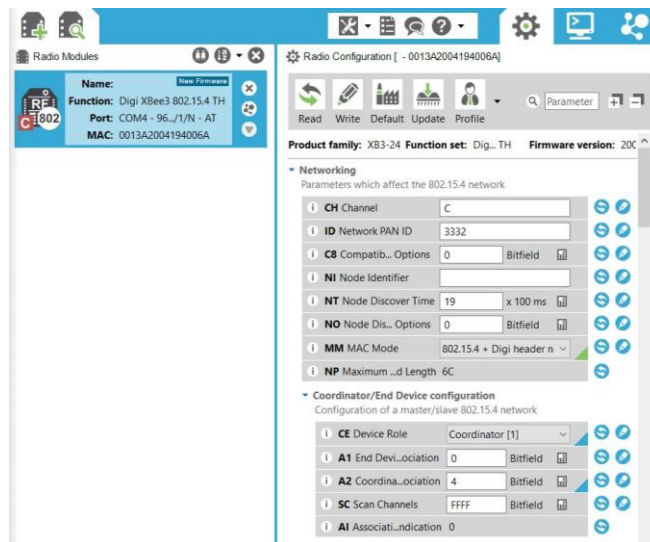 Radio Modules
Name:
New Firmware
Function: Digi XBee3 802.15.4 TH
Port: COM4 - 96.../1/N - AT
MAC: 0013A2004194006A
RF
C 802
Radio Configuration [ - 0013A2004194006A]
Read Write Default Update Profile
Parameter
Product family: XB3-24 Function set: Dig... TH Firmware version: 200
Networking
Parameters which affect the 802.15.4 network
i CH Channel C
i ID Network PAN ID 3332
i C8 Compatib... Options 0 Bitfield
i NI Node Identifier
i NT Node Discover Time 19 x 100 ms
i NO Node Dis... Options 0 Bitfield
i MM MAC Mode 802.15.4 + Digi header n
i NP Maximum ...d Length 6C
Coordinator/End Device configuration
Configuration of a master/slave 802.15.4 network
i CE Device Role Coordinator [1]
i A1 End Devi...ociation 0 Bitfield
i A2 Coordina...ociation 4 Bitfield
i SC Scan Channels FFFF Bitfield
i AI Associati...ndication 0